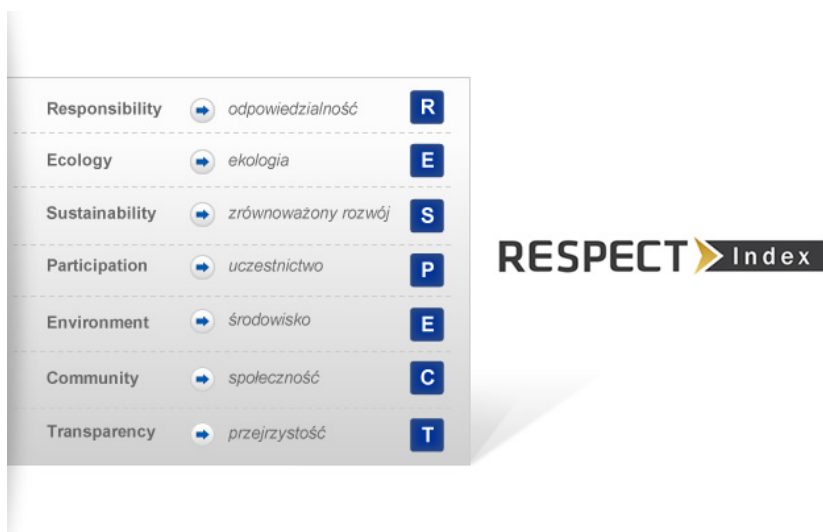 Responsibility odpowiedzialność R
Ecology ekologia E
Sustainability zrównoważony rozwój S
Participation uczestnictwo P
Environment środowisko E
Community społeczność C
Transparency przejrzystość T
RESPECT Index